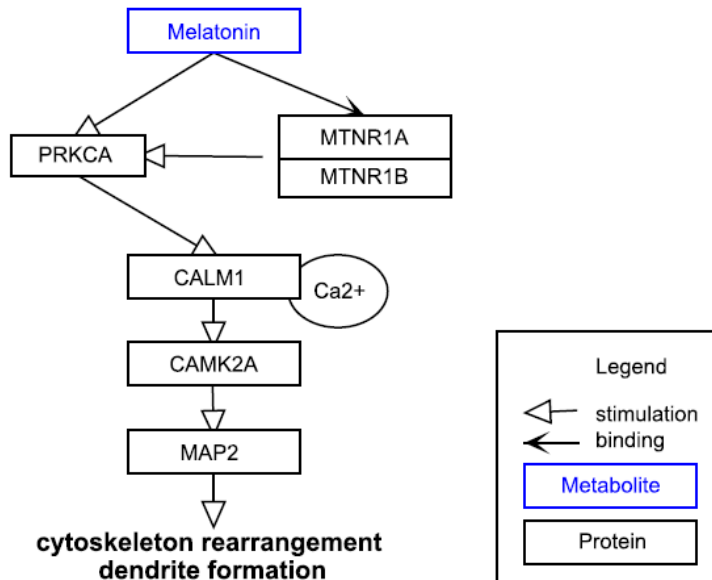 Melatonin
PRKCA
MTNR1A
MTNR1B
CALM1
Ca2+
CAMK2A
MAP2
cytoskeleton rearrangement
dendrite formation
Legend
stimulation
binding
Metabolite
Protein